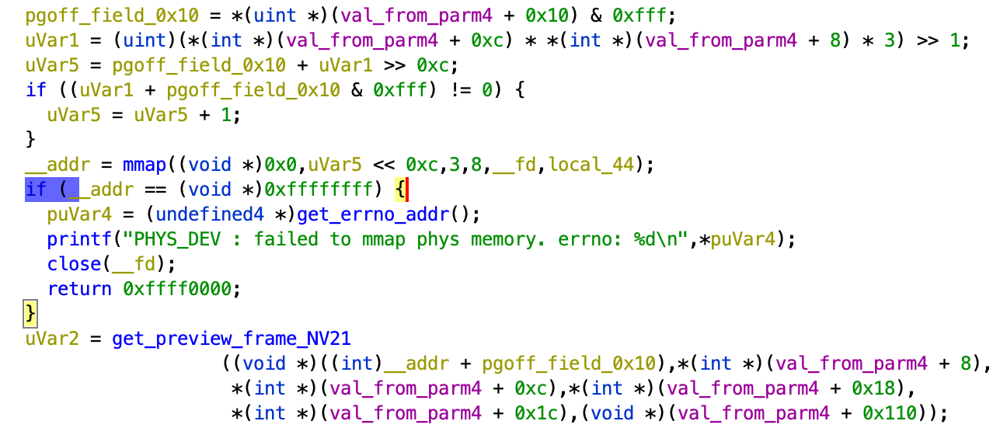 pgoff_field_0x10 = *(uint *)(val_from_parm4 + 0x10) & 0xfff;
uVar1 = (uint)(*(int *)(val_from_parm4 + 0xc) * *(int *)(val_from_parm4 + 8) * 3) >> 1;
uVar5 = pgoff_field_0x10 + uVar1 >> 0xc;
if ((uVar1 + pgoff_field_0x10 & 0xfff) != 0) {
  uVar5 = uVar5 + 1;
}
__addr = mmap((void *)0x0,uVar5 << 0xc,3,8,__fd,local_44);
if (__addr == (void *)0xffffffff) {
  puVar4 = (undefined4 *)get_errno_addr();
  printf("PHYS_DEV : failed to mmap phys memory. errno: %d\n",*puVar4);
  close(__fd);
  return 0xffff0000;
}
uVar2 = get_preview_frame_NV21
                  ((void *)((int)__addr + pgoff_field_0x10),*(int *)(val_from_parm4 + 8),
                   *(int *)(val_from_parm4 + 0xc),*(int *)(val_from_parm4 + 0x18),
                   *(int *)(val_from_parm4 + 0x1c),(void *)(val_from_parm4 + 0x110));